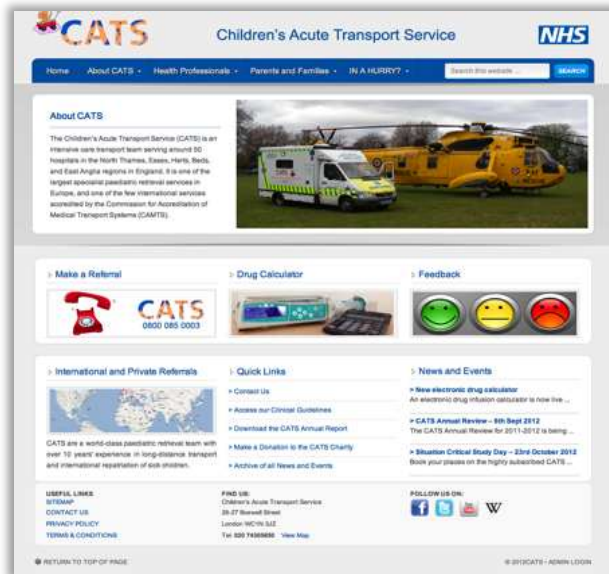 CATS
Children's Acute Transport Service
NHS
Home
About CATS
Health Professionals
Parents and Families
IN A HURRY?
Search this website ...
SEARCH
About CATS
The Children's Acute Transport Service (CATS) is an
intensive care transport team serving around 50
hospitals in the North Thames, Essex, Herts, Beds,
and East Anglia regions in England. It is one of the
largest specialist paediatric retrieval services in
Europe, and one of the few international services
accredited by the Commission for Accreditation of
Medical Transport Systems (CAMTS).
> Make a Referral
CATS
0800 085 0003
> Drug Calculator
> Feedback
> International and Private Referrals
CATS are a world-class paediatric retrieval team with
over 10 years' experience in long-distance transport
and international repatriation of sick children.
> Quick Links
> Contact Us
> Access our Clinical Guidelines
> Download the CATS Annual Report
> Make a Donation to the CATS Charity
> Archive of all News and Events
> News and Events
> New electronic drug calculator
An electronic drug infusion calculator is now live ...
> CATS Annual Review – 6th Sept 2012
The CATS Annual Review for 2011-2012 is being ...
> Situation Critical Study Day – 23rd October 2012
Book your places on the highly subscribed CATS ...
USEFUL LINKS
SITEMAP
CONTACT US
PRIVACY POLICY
TERMS & CONDITIONS
FIND US:
Children's Acute Transport Service
Street
London
Tel: View Map
FOLLOW US ON:
RETURN TO TOP OF PAGE
© 2012CATS • ADMIN LOGIN